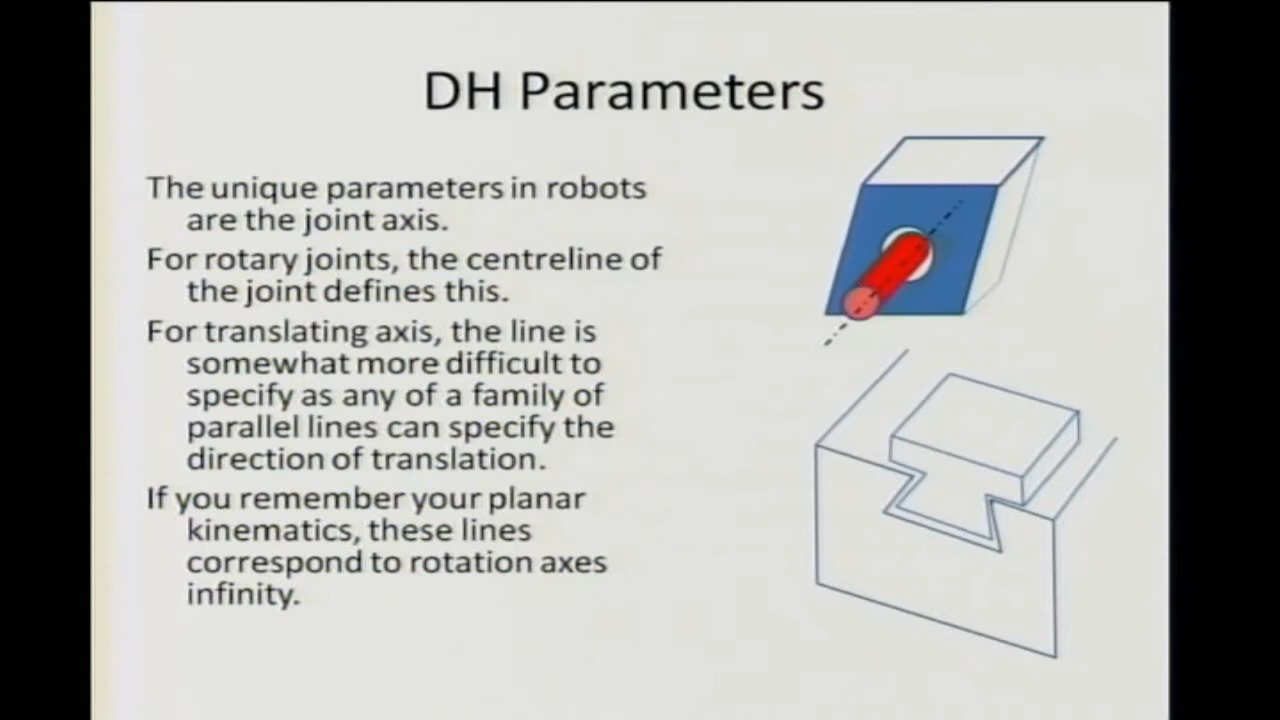 DH Parameters
The unique parameters in robots
are the joint axis.
For rotary joints, the centreline of
the joint defines this.
For translating axis, the line is
somewhat more difficult to
specify as any of a family of
parallel lines can specify the
direction of translation.
If you remember your planar
kinematics, these lines
correspond to rotation axes
infinity.